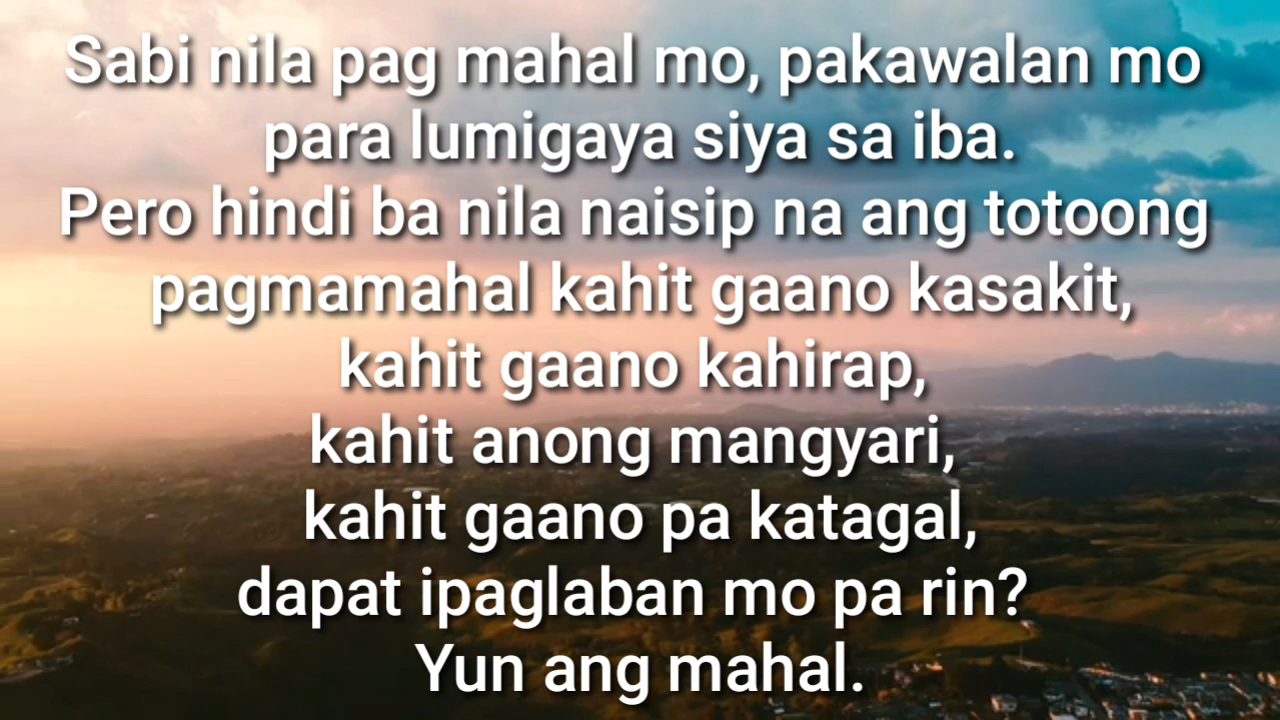 Sabi nila pag mahal mo, pakawalan mo
para lumigaya siya sa iba.
Pero hindi ba nila naisip na ang totoong
pagmamahal kahit gaano kasakit,
kahit gaano kahirap,
kahit anong mangyari,
kahit gaano pa katagal,
dapat ipaglaban mo pa rin?
Yun ang mahal.